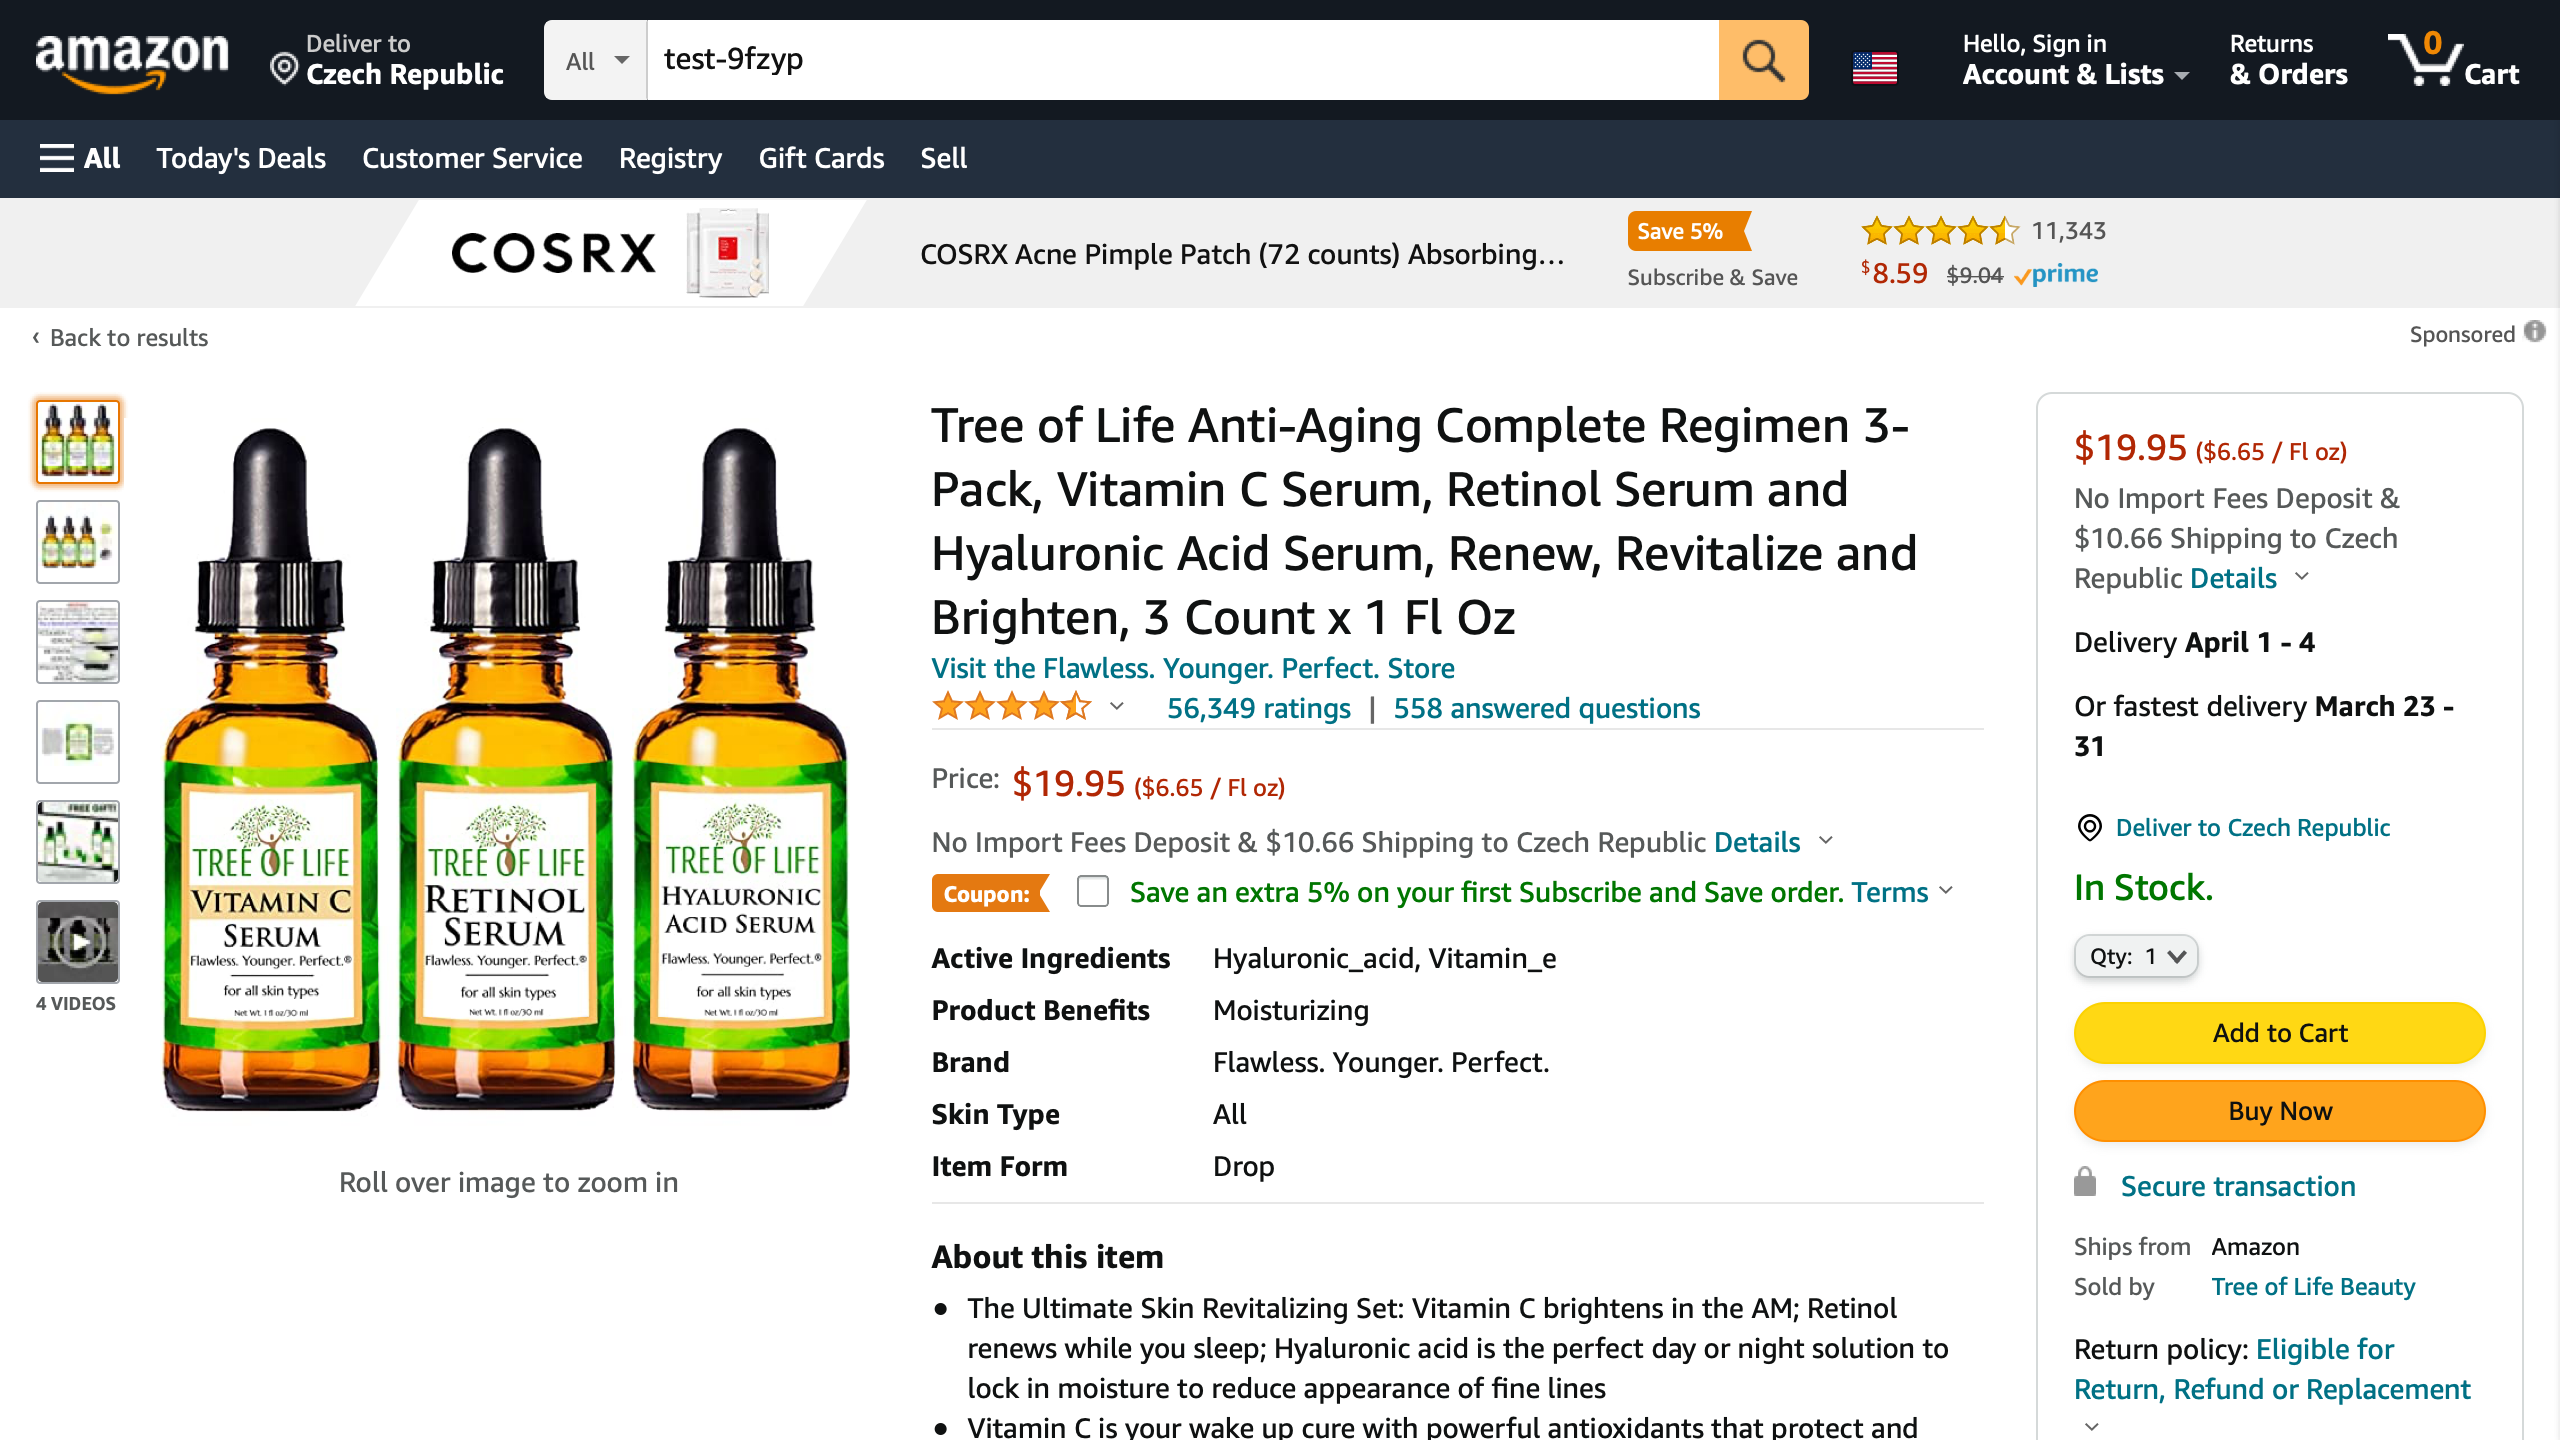 amazon
Deliver to
Czech Republic
All
test-9fzyp
Hello, Sign in
Account & Lists
Returns
& Orders
0
Cart
All
Today's Deals
Customer Service
Registry
Gift Cards
Sell
COSRX
COSRX Acne Pimple Patch (72 counts) Absorbing…
Save 5%
Subscribe & Save
11,343
$8.59 $9.04 prime
‹ Back to results
Sponsored
FREE GIFT!
4 VIDEOS
TREE OF LIFE
VITAMIN C
SERUM
Flawless. Younger. Perfect.®
for all skin types
Net Wt. 1 fl oz/30 ml
TREE OF LIFE
RETINOL
SERUM
Flawless. Younger. Perfect.®
for all skin types
Net Wt. 1 fl oz/30 ml
TREE OF LIFE
HYALURONIC
ACID SERUM
Flawless. Younger. Perfect.®
for all skin types
Net Wt. 1 fl oz/30 ml
Roll over image to zoom in
Tree of Life Anti-Aging Complete Regimen 3-
Pack, Vitamin C Serum, Retinol Serum and
Hyaluronic Acid Serum, Renew, Revitalize and
Brighten, 3 Count x 1 Fl Oz
Visit the Flawless. Younger. Perfect. Store
56,349 ratings | 558 answered questions
Price: $19.95 ($6.65 / Fl oz)
No Import Fees Deposit & $10.66 Shipping to Czech Republic Details
Coupon: Save an extra 5% on your first Subscribe and Save order. Terms
Active Ingredients Hyaluronic_acid, Vitamin_e
Product Benefits Moisturizing
Brand Flawless. Younger. Perfect.
Skin Type All
Item Form Drop
About this item
• The Ultimate Skin Revitalizing Set: Vitamin C brightens in the AM; Retinol
renews while you sleep; Hyaluronic acid is the perfect day or night solution to
lock in moisture to reduce appearance of fine lines
• Vitamin C is your wake up cure with powerful antioxidants that protect and
$19.95 ($6.65 / Fl oz)
No Import Fees Deposit &
$10.66 Shipping to Czech
Republic Details
Delivery April 1 - 4
Or fastest delivery March 23 -
31
Deliver to Czech Republic
In Stock.
Qty: 1
Add to Cart
Buy Now
Secure transaction
Ships from Amazon
Sold by Tree of Life Beauty
Return policy: Eligible for
Return, Refund or Replacement